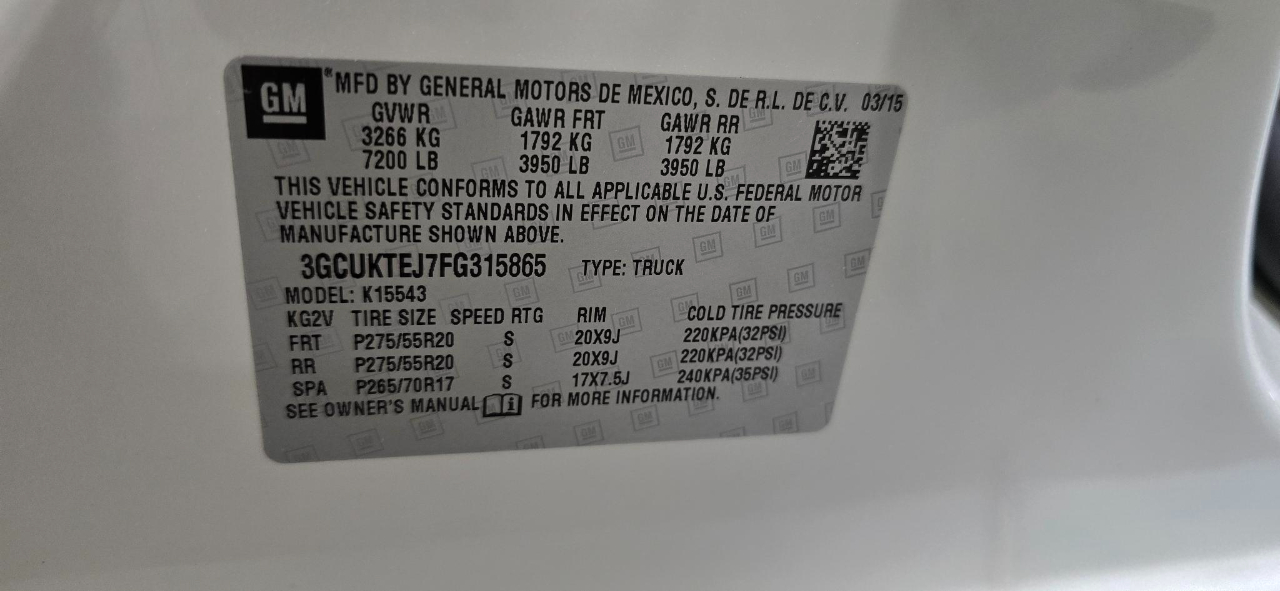 GM ® MFD BY GENERAL MOTORS DE MEXICO, S. DE R.L. DE C.V. 03/15
GVWR GAWR FRT GAWR RR
3266 KG 1792 KG 1792 KG
7200 LB 3950 LB 3950 LB
THIS VEHICLE CONFORMS TO ALL APPLICABLE U.S. FEDERAL MOTOR
VEHICLE SAFETY STANDARDS IN EFFECT ON THE DATE OF
MANUFACTURE SHOWN ABOVE.
3GCUKTEJ7FG315865 TYPE: TRUCK
MODEL: K15543
KG2V TIRE SIZE SPEED RTG RIM COLD TIRE PRESSURE
FRT P275/55R20 S 20X9J 220KPA(32PSI)
RR P275/55R20 S 20X9J 220KPA(32PSI)
SPA P265/70R17 S 17X7.5J 240KPA(35PSI)
SEE OWNER'S MANUAL i FOR MORE INFORMATION.